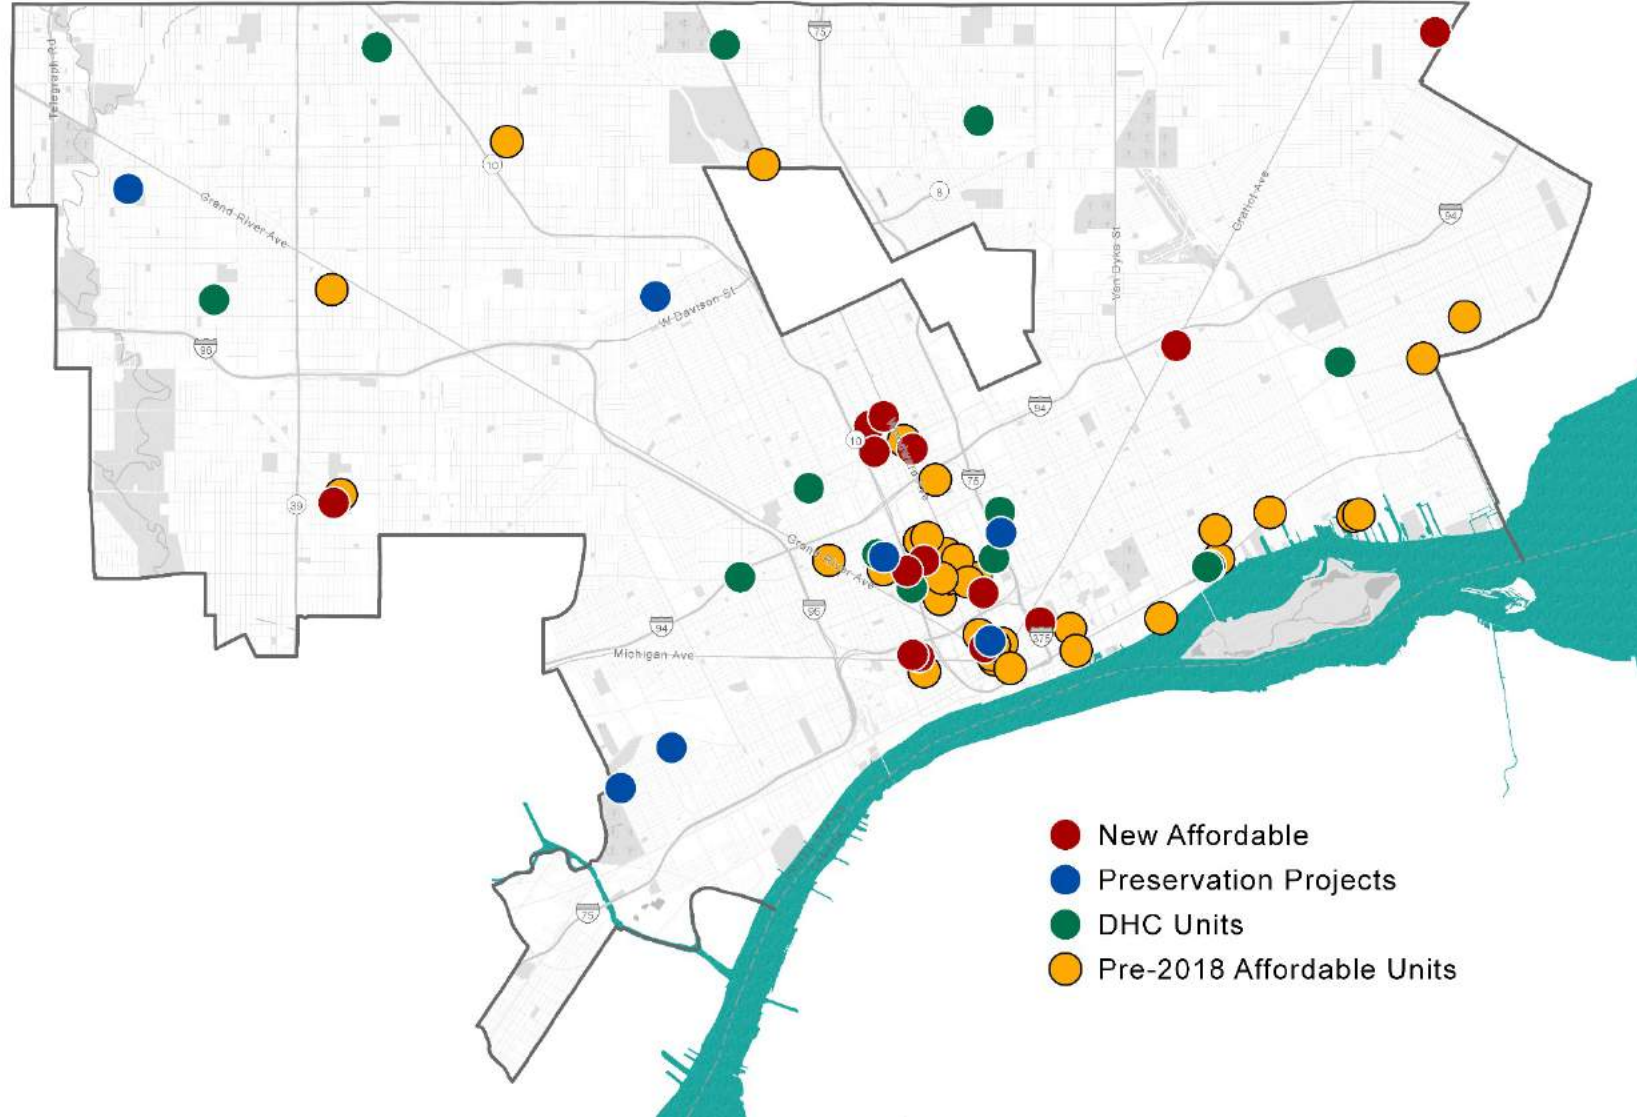 75
Telegraph Rd
10
8
Gratiot Ave
94
Grand River Ave
Van Dyke St
W Davison St
96
94
10
75
39
Grand River Ave
96
94
375
Michigan Ave
New Affordable
Preservation Projects
75
DHC Units
Pre-2018 Affordable Units